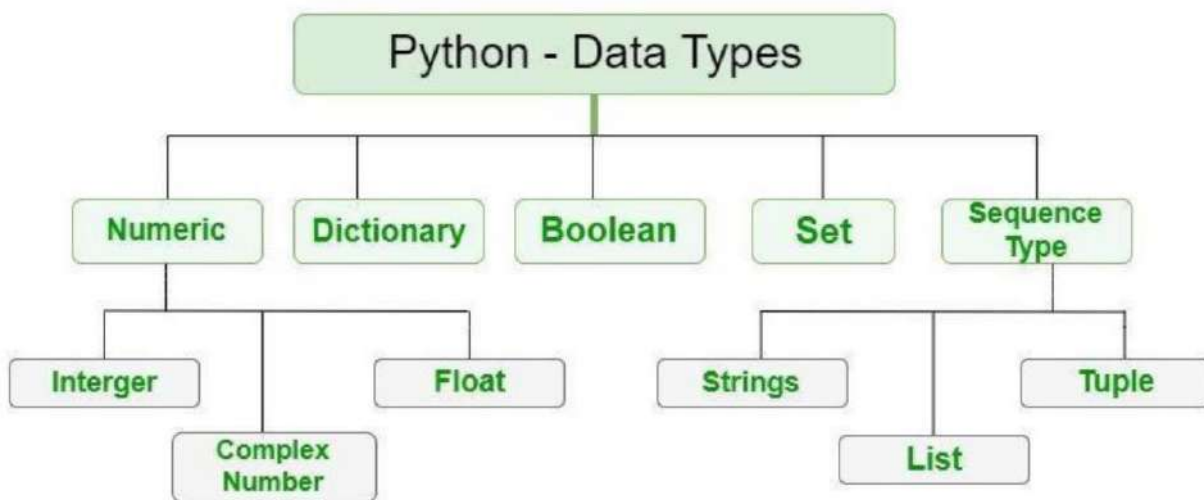 Python - Data Types
Numeric
Dictionary
Boolean
Set
Sequence
Type
Interger
Complex
Number
Float
Strings
List
Tuple